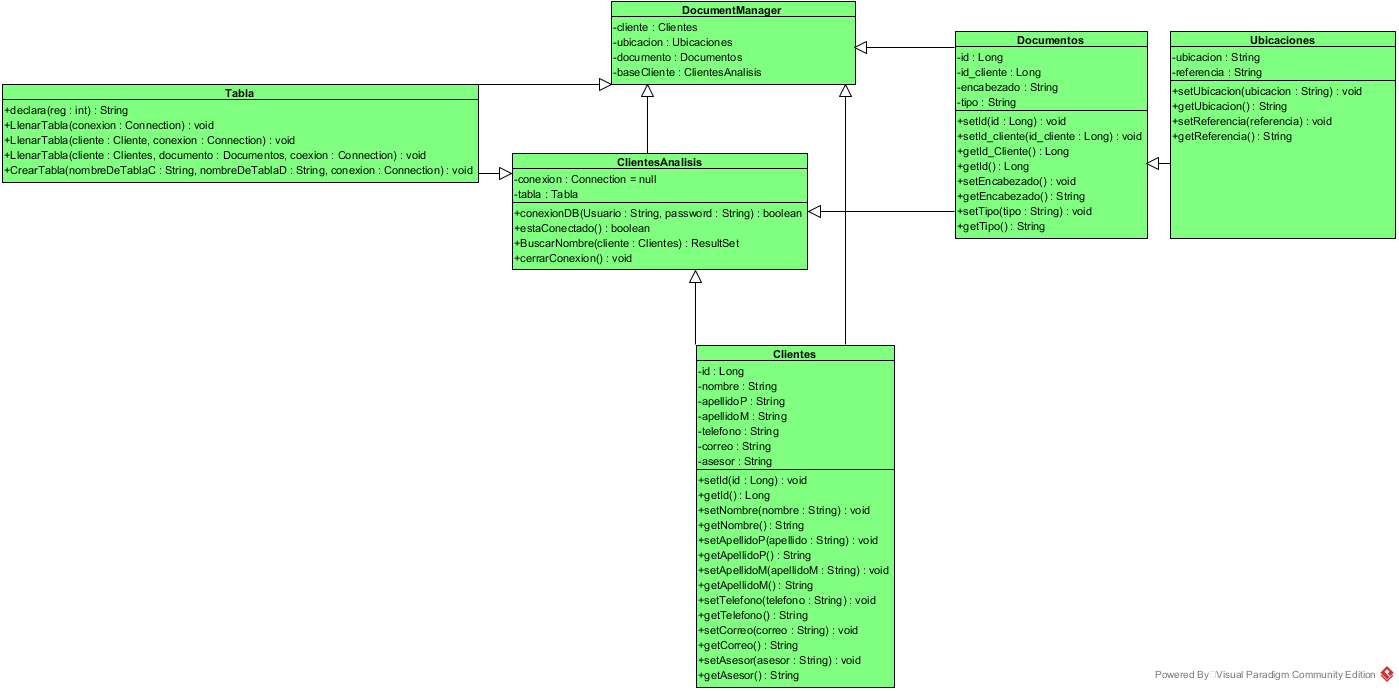 DocumentManager
-cliente : Clientes
-ubicacion : Ubicaciones
-documento : Documentos
-baseCliente : ClientesAnalisis
Documentos
-id : Long
-id_cliente : Long
-encabezado : String
-tipo : String
+setId(id : Long) : void
+setId_cliente(id_cliente : Long) : void
+getId_Cliente() : Long
+getId() : Long
+setEncabezado() : void
+getEncabezado() : String
+setTipo(tipo : String) : void
+getTipo() : String
Ubicaciones
-ubicacion : String
-referencia : String
+setUbicacion(ubicacion : String) : void
+getUbicacion() : String
+setReferencia(referencia) : void
+getReferencia() : String
Tabla
+declara(reg : int) : String
+LlenarTabla(conexion : Connection) : void
+LlenarTabla(cliente : Cliente, conexion : Connection) : void
+LlenarTabla(cliente : Clientes, documento : Documentos, coexion : Connection) : void
+CrearTabla(nombreDeTablaC : String, nombreDeTablaD : String, conexion : Connection) : void
ClientesAnalisis
-conexion : Connection = null
-tabla : Tabla
+conexionDB(Usuario : String, password : String) : boolean
+estaConectado() : boolean
+BuscarNombre(cliente : Clientes) : ResultSet
+cerrarConexion() : void
Clientes
-id : Long
-nombre : String
-apellidoP : String
-apellidoM : String
-telefono : String
-correo : String
-asesor : String
+setId(id : Long) : void
+getId() : Long
+setNombre(nombre : String) : void
+getNombre() : String
+setApellidoP(apellido : String) : void
+getApellidoP() : String
+setApellidoM(apellidoM : String) : void
+getApellidoM() : String
+setTelefono(telefono : String) : void
+getTelefono() : String
+setCorreo(correo : String) : void
+getCorreo() : String
+setAsesor(asesor : String) : void
+getAsesor() : String
Powered By Visual Paradigm Community Edition